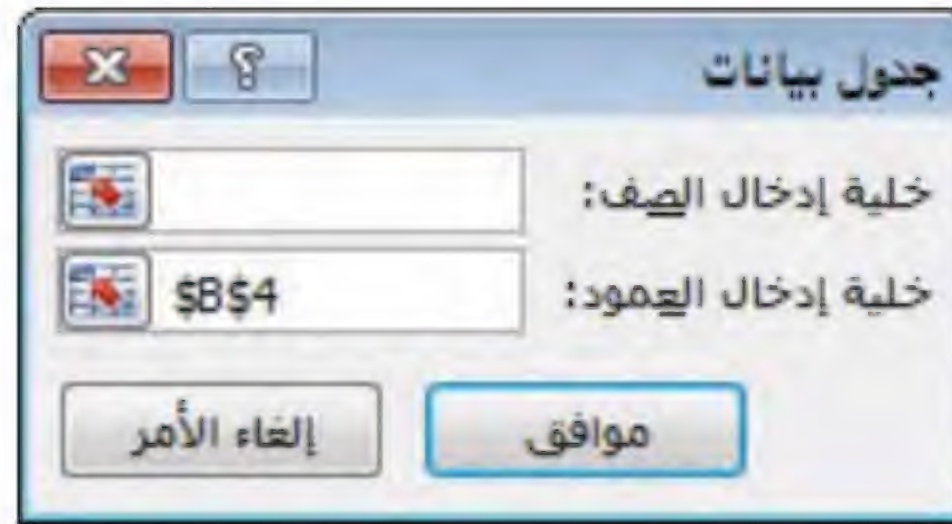 جدول بيانات
خلية إدخال الصف:
خلية إدخال العمود: $B$4
موافق
إلغاء الأمر